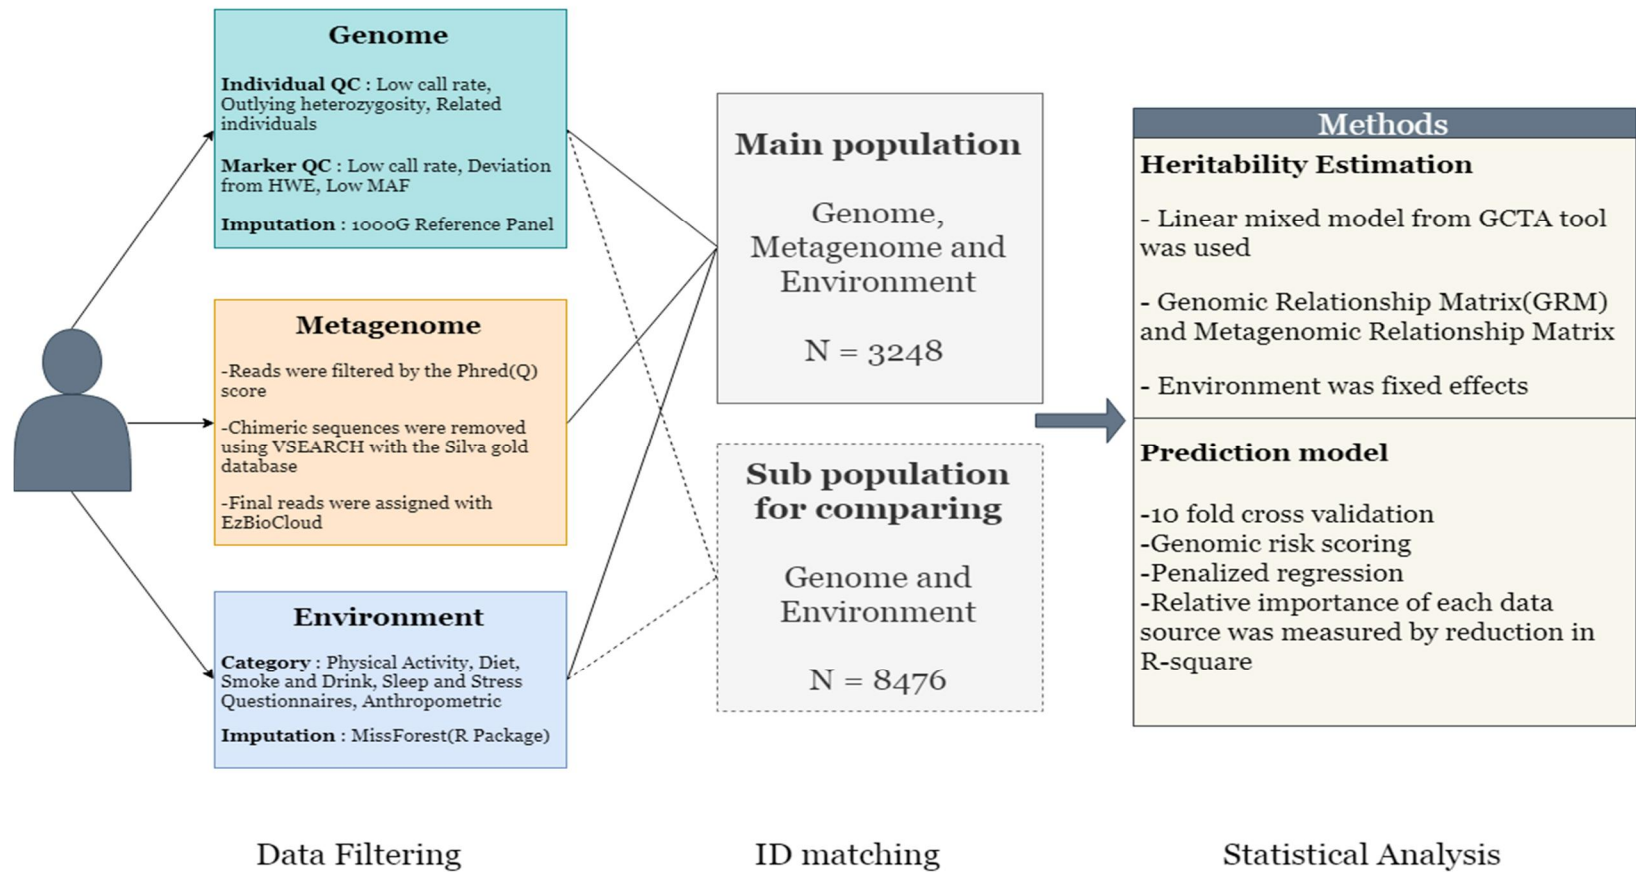 Genome
Individual QC : Low call rate,
Outlying heterozygosity, Related
individuals
Marker QC : Low call rate, Deviation
from HWE, Low MAF
Imputation : 1000G Reference Panel
Metagenome
-Reads were filtered by the Phred(Q)
score
-Chimeric sequences were removed
using VSEARCH with the Silva gold
database
-Final reads were assigned with
EzBioCloud
Environment
Category : Physical Activity, Diet,
Smoke and Drink, Sleep and Stress
Questionnaires, Anthropometric
Imputation : MissForest(R Package)
Data Filtering
Main population
Genome,
Metagenome and
Environment
N = 3248
Sub population
for comparing
Genome and
Environment
N = 8476
ID matching
Methods
Heritability Estimation
- Linear mixed model from GCTA tool
was used
- Genomic Relationship Matrix(GRM)
and Metagenomic Relationship Matrix
- Environment was fixed effects
Prediction model
-10 fold cross validation
-Genomic risk scoring
-Penalized regression
-Relative importance of each data
source was measured by reduction in
R-square
Statistical Analysis